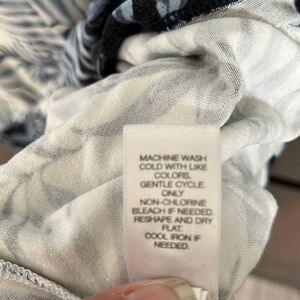 MACHINE WASH
COLD WITH LIKE
COLORS.
GENTLE CYCLE.
ONLY
NON-CHLORINE
BLEACH IF NEEDED.
RESHAPE AND DRY
FLAT.
COOL IRON IF
NEEDED.